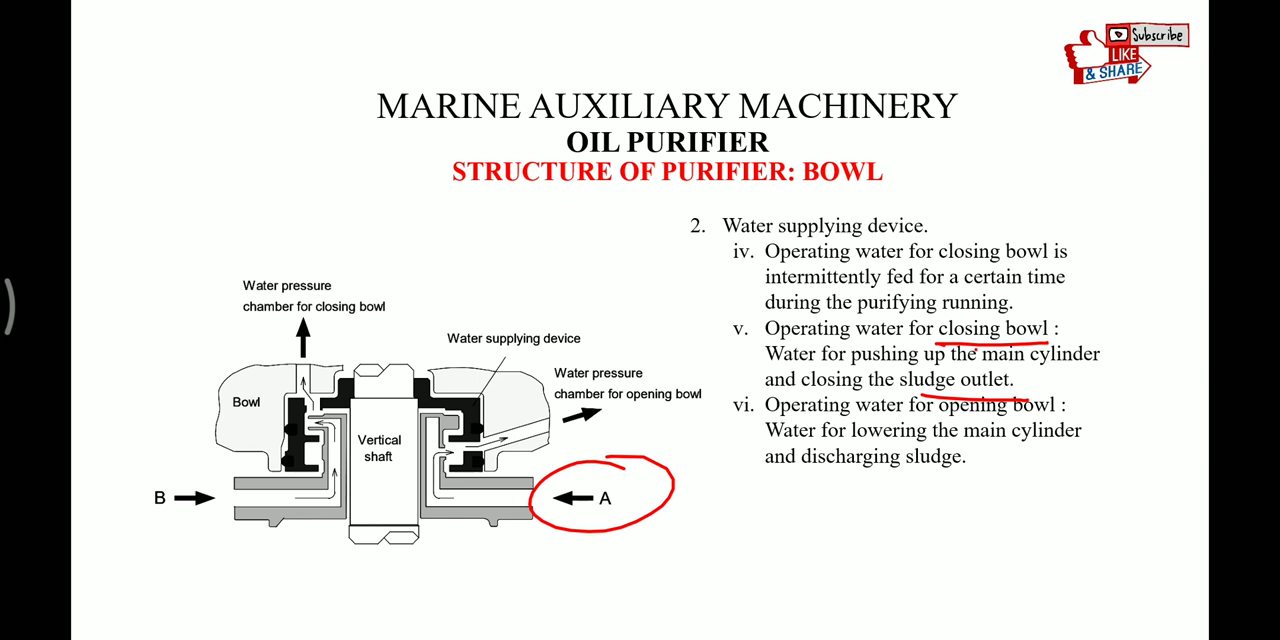 Subscribe
LIKE
& SHARE
MARINE AUXILIARY MACHINERY
OIL PURIFIER
STRUCTURE OF PURIFIER: BOWL
2. Water supplying device.
iv. Operating water for closing bowl is
intermittently fed for a certain time
during the purifying running.
v. Operating water for closing bowl :
Water for pushing up the main cylinder
and closing the sludge outlet.
vi. Operating water for opening bowl :
Water for lowering the main cylinder
and discharging sludge.
Water pressure
chamber for closing bowl
Water supplying device
Water pressure
chamber for opening bowl
Bowl
Vertical
shaft
B
A